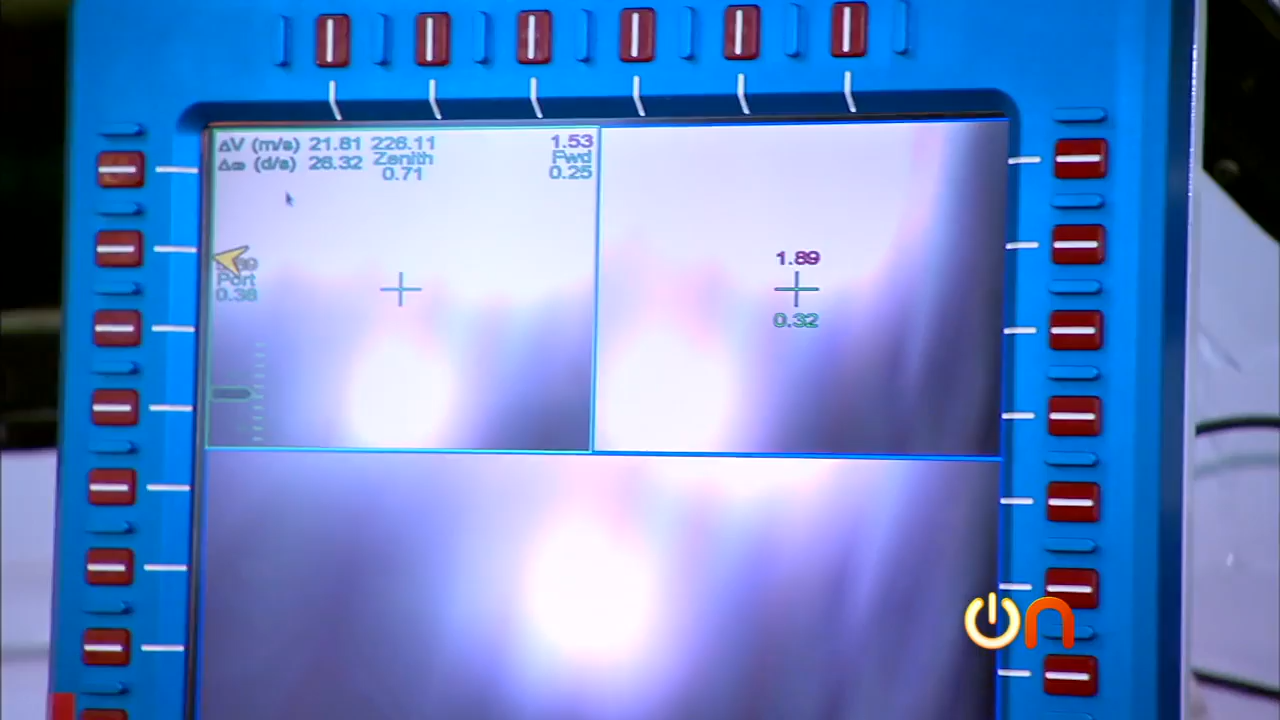 ΔV (m/s) 21.81 226.11
Δω (d/s) 26.32 Zenith
0.71
1.53
Fwd
0.25
Port
0.38
1.89
0.32
on